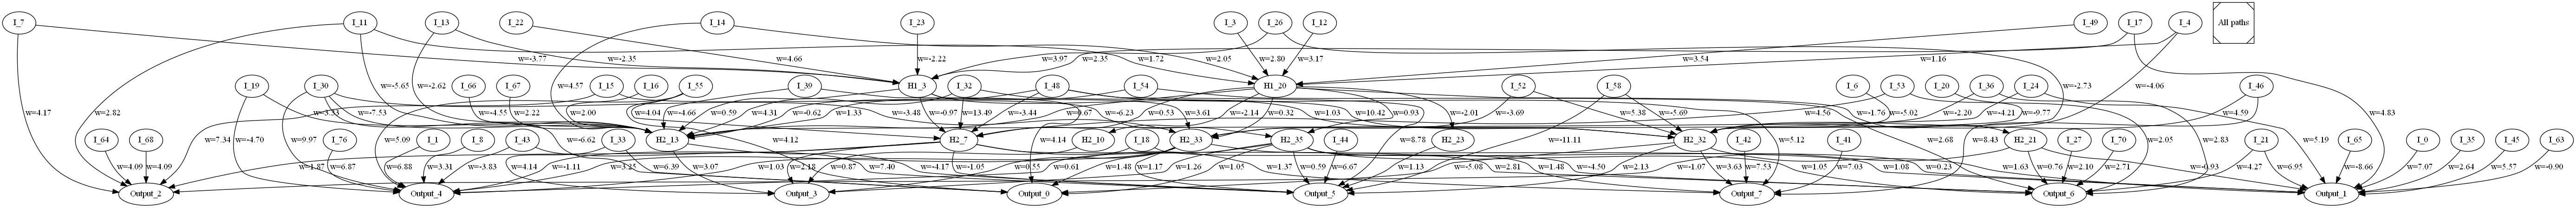 I_7 I_11 I_13 I_22 I_14 I_23 I_3 I_26 I_12 I_49 I_17 I_4 All paths
w=-3.77 w=-2.35 w=4.66 w=-2.22 w=3.97 w=2.35 w=1.72 w=2.05 w=2.80 w=3.17 w=3.54 w=1.16
I_19 I_30 I_66 I_67 I_15 I_16 I_55 I_39 H1_3 I_32 I_48 I_54 H1_20 I_52 I_58 I_6 I_53 I_20 I_36 I_24 I_46
w=4.17 w=2.82 w=-5.65 w=-2.62 w=4.57 w=-2.73 w=-4.06 w=4.83
w=-3.33 w=-7.53 w=-4.55 w=2.22 w=2.00 w=4.04 w=-4.66 w=0.59 w=4.31 w=-0.62 w=1.33 w=-0.97 w=13.49 w=-3.44 w=-3.48 w=-6.23 w=3.61 w=0.53 w=-2.14 w=0.32 w=10.42 w=0.93 w=1.03 w=-2.01 w=-3.69 w=5.38 w=-5.69 w=4.56 w=-1.76 w=-5.02 w=-2.20 w=-4.21 w=-9.77 w=4.59
I_64 I_68 I_76 I_1 I_8 I_43 I_33 H2_13 H2_7 H2_10 I_18 H2_33 H2_35 I_44 H2_23 H2_32 I_42 I_41 H2_21 I_27 I_70 I_21 I_65 I_0 I_35 I_45 I_63
w=7.34 w=-4.70 w=9.97 w=5.09 w=-6.62 w=4.12 w=4.14 w=8.78 w=-11.11 w=5.12 w=8.43 w=2.68 w=2.05 w=2.83 w=5.19
w=4.09 w=4.09 w=1.87 w=6.87 w=6.88 w=3.31 w=-3.83 w=4.14 w=-1.11 w=6.39 w=3.07 w=1.03 w=2.18 w=0.87 w=-1.05 w=7.40 w=-4.17 w=0.55 w=0.61 w=1.48 w=1.17 w=1.26 w=1.05 w=1.37 w=0.59 w=6.67 w=1.13 w=-5.08 w=2.81 w=2.13 w=1.48 w=-4.50 w=3.63 w=7.53 w=-1.07 w=7.03 w=1.05 w=0.23 w=1.08 w=1.63 w=0.76 w=2.10 w=2.71 w=4.27 w=6.95 w=-8.66 w=7.07 w=2.64 w=5.57 w=-0.90
Output_2 Output_4 Output_3 Output_0 Output_5 Output_7 Output_6 Output_1